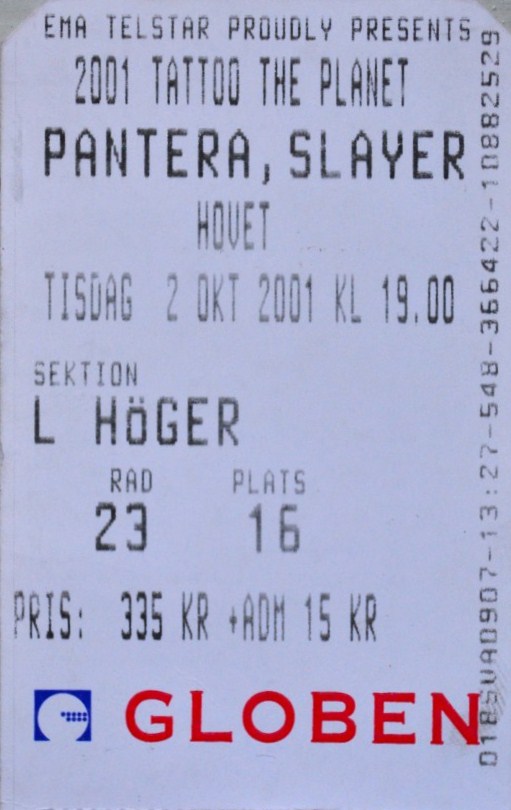 EMA TELSTAR PROUDLY PRESENTS
2001 TATTOO THE PLANET
PANTERA, SLAYER
HOVET
TISDAG 2 OKT 2001 KL 19.00
SEKTION
L HÖGER
RAD PLATS
23 16
PRIS: 335 KR +ADM 15 KR
GLOBEN
018SVA0907-13:27-548-366422-10882529